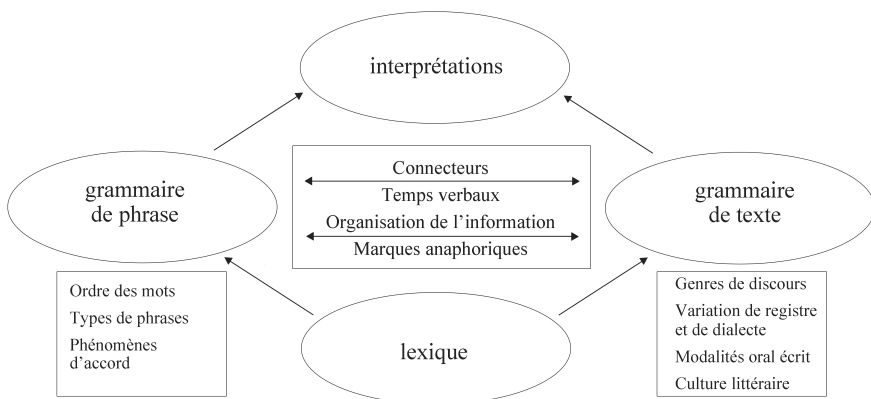 interprétations
grammaire
de phrase
Connecteurs
Temps verbaux
Organisation de l’information
Marques anaphoriques
grammaire
de texte
Ordre des mots
Types de phrases
Phénomènes
d’accord
lexique
Genres de discours
Variation de registre
et de dialecte
Modalités oral écrit
Culture littéraire